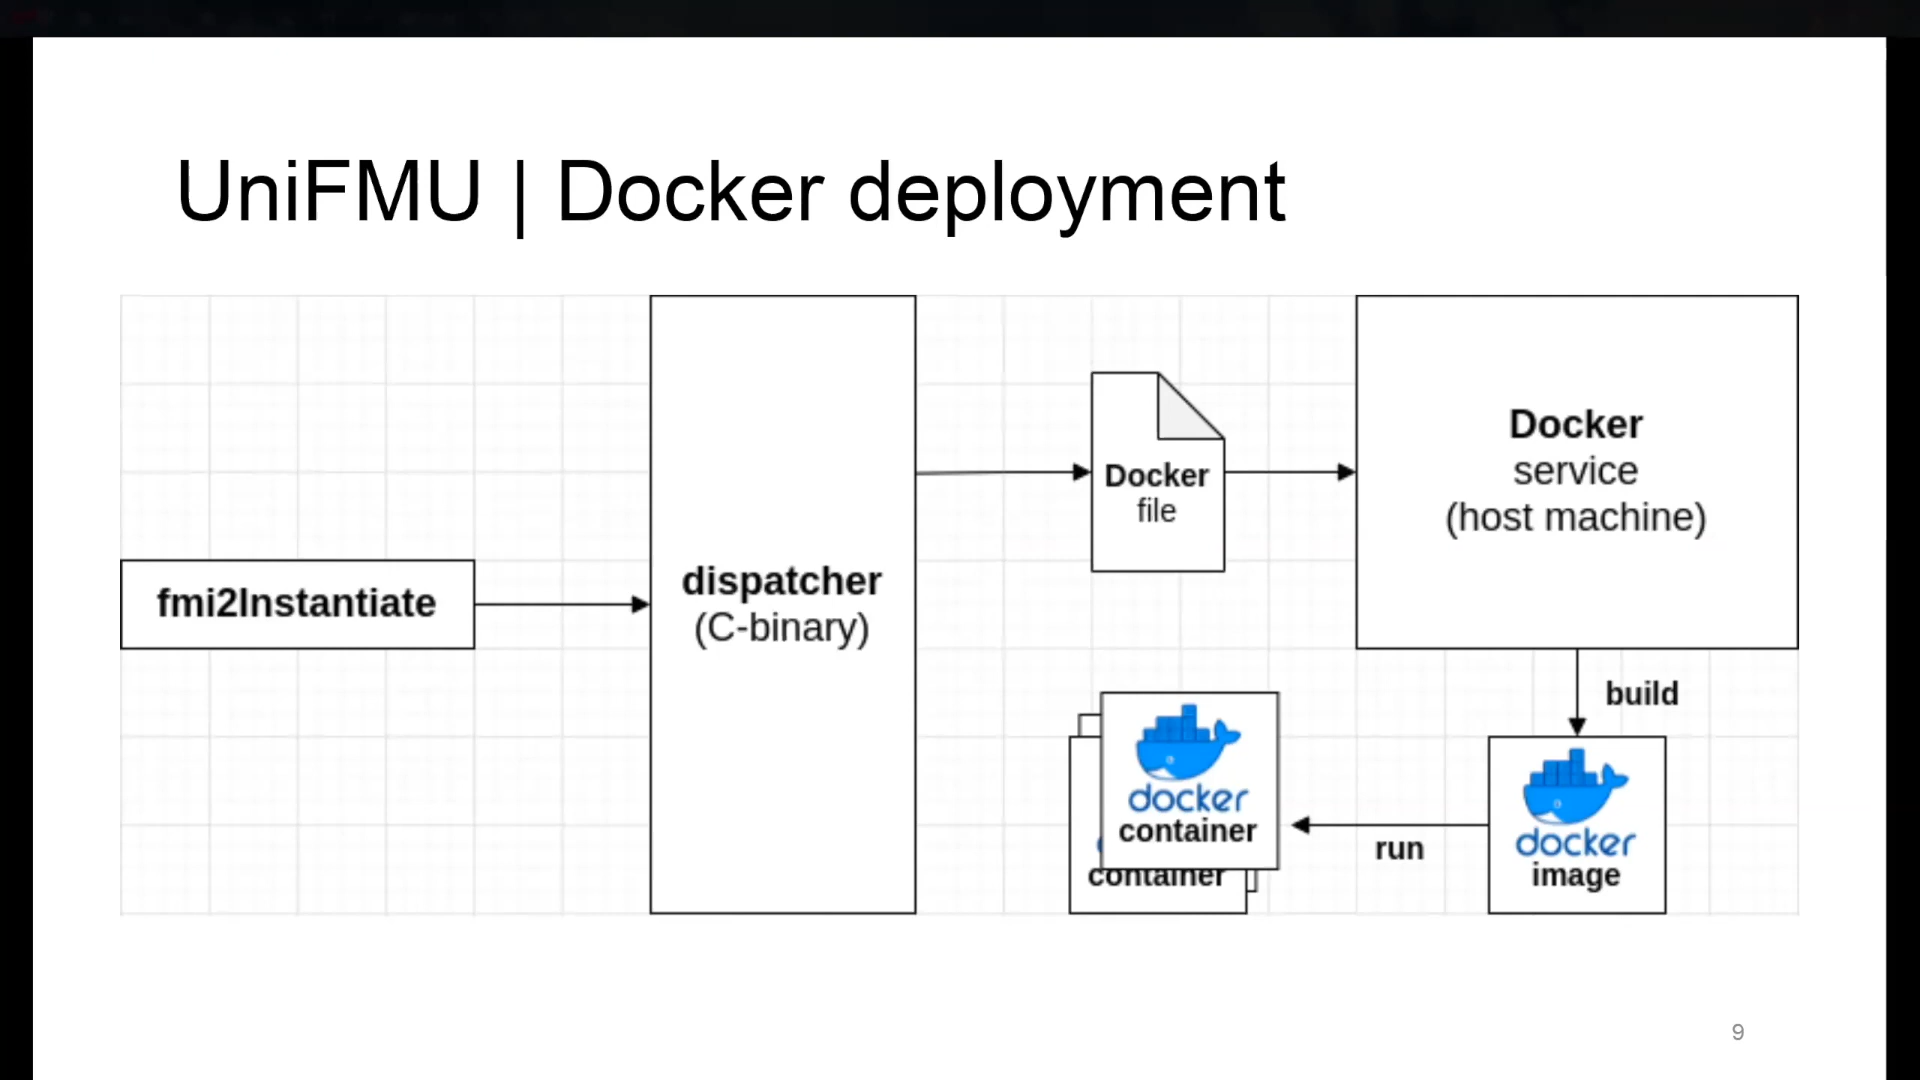 UniFMU | Docker deployment
fmi2Instantiate
dispatcher
(C-binary)
Docker
file
Docker
service
(host machine)
build
docker
image
run
docker
container
container
9